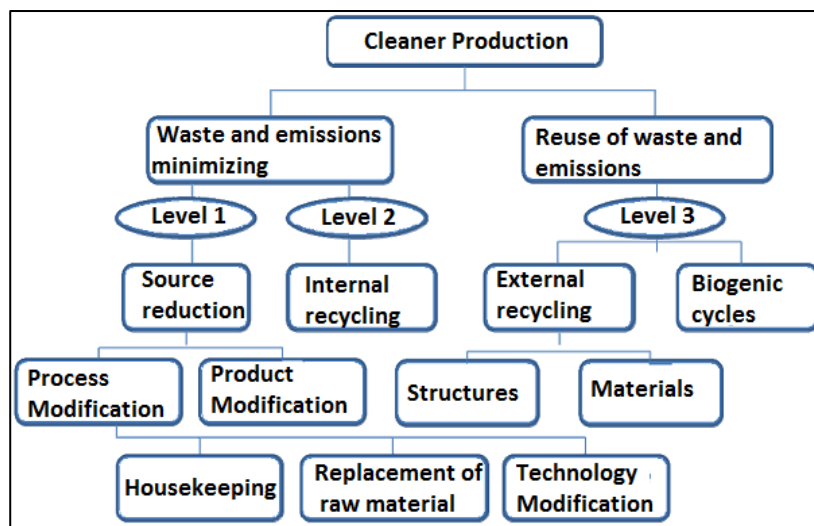 Cleaner Production
Waste and emissions
minimizing
Reuse of waste and
emissions
Level 1
Level 2
Level 3
Source
reduction
Internal
recycling
External
recycling
Biogenic
cycles
Process
Modification
Product
Modification
Structures
Materials
Housekeeping
Replacement of
raw material
Technology
Modification